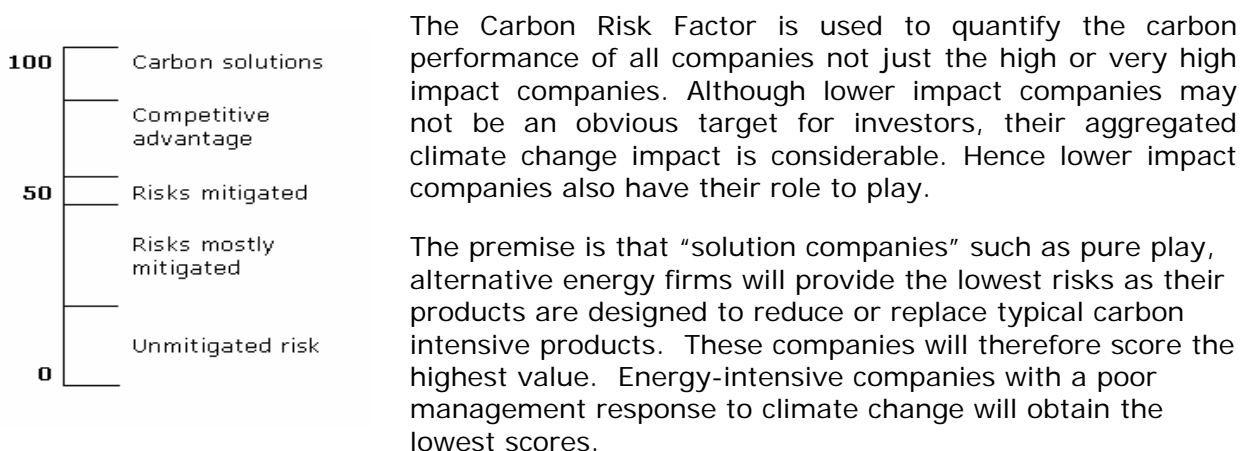 100
Carbon solutions
Competitive
advantage
50
Risks mitigated
Risks mostly
mitigated
Unmitigated risk
0
The Carbon Risk Factor is used to quantify the carbon
performance of all companies not just the high or very high
impact companies. Although lower impact companies may
not be an obvious target for investors, their aggregated
climate change impact is considerable. Hence lower impact
companies also have their role to play.
The premise is that “solution companies” such as pure play,
alternative energy firms will provide the lowest risks as their
products are designed to reduce or replace typical carbon
intensive products. These companies will therefore score the
highest value. Energy-intensive companies with a poor
management response to climate change will obtain the
lowest scores.